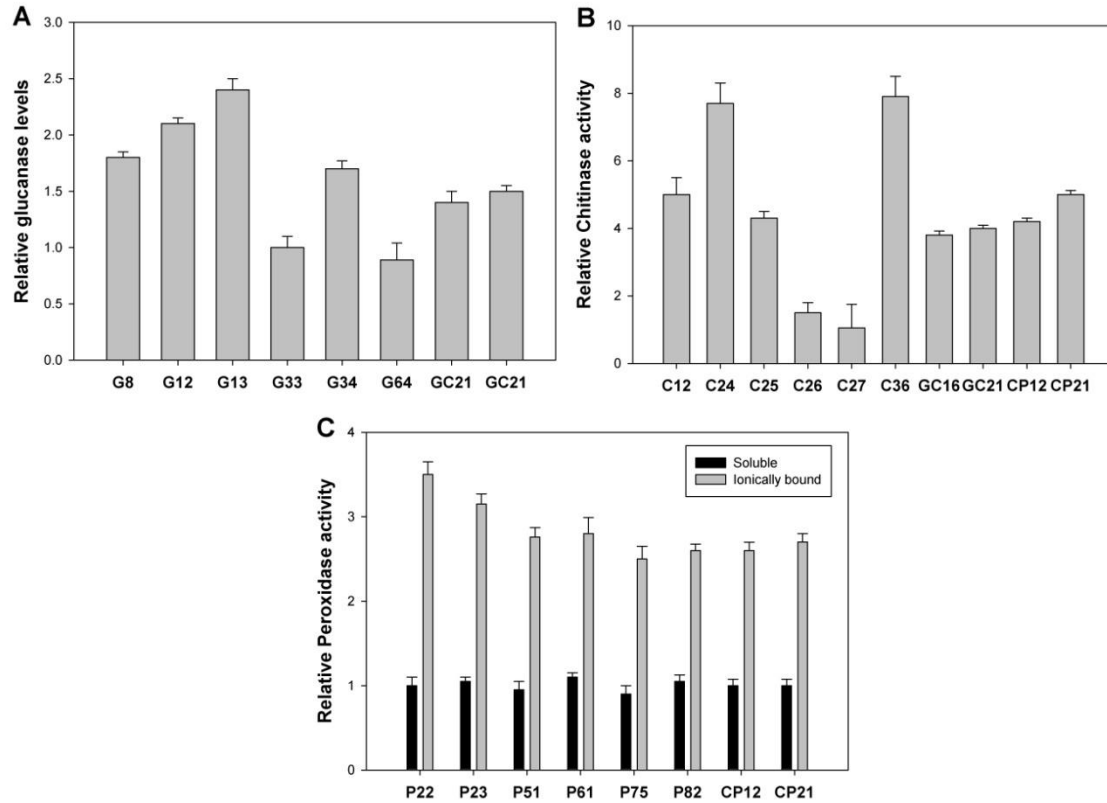 A
Relative glucanase levels
3.0
2.5
2.0
1.5
1.0
0.5
0.0
G8 G12 G13 G33 G34 G64 GC21 GC21
B
Relative Chitinase activity
10
8
6
4
2
0
C12 C24 C25 C26 C27 C36 GC16 GC21 CP12 CP21
C
Relative Peroxidase activity
4
3
2
1
0
Soluble
Ionically bound
P22 P23 P51 P61 P75 P82 CP12 CP21